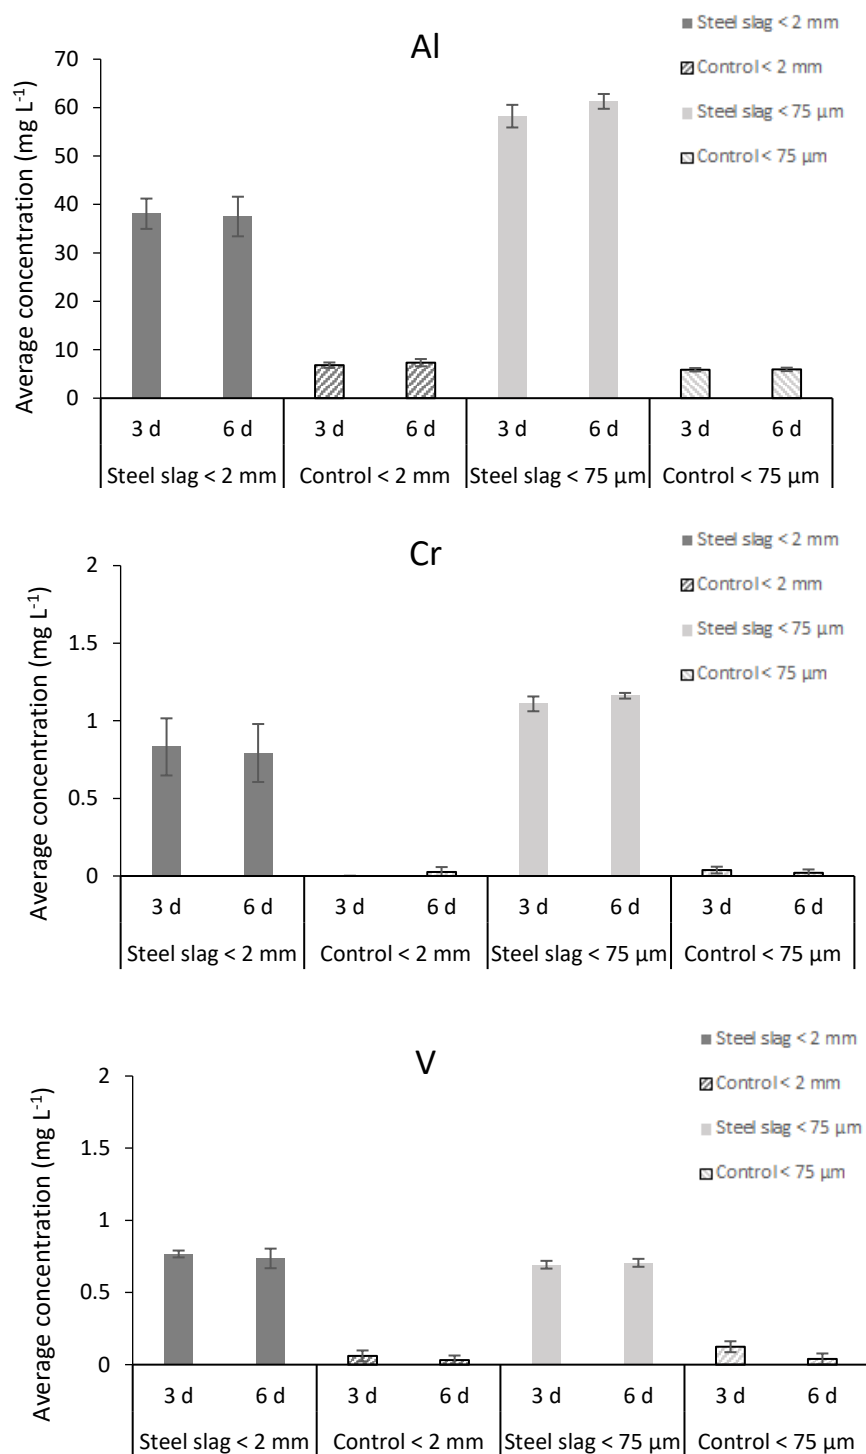 Al
Steel slag < 2 mm
Control < 2 mm
Steel slag < 75 μm
Control < 75 μm
Average concentration (mg L-1)
70
60
50
40
30
20
10
0
3 d 6 d 3 d 6 d 3 d 6 d 3 d 6 d
Steel slag < 2 mm Control < 2 mm Steel slag < 75 μm Control < 75 μm
Cr
Steel slag < 2 mm
Control < 2 mm
Steel slag < 75 μm
Control < 75 μm
Average concentration (mg L-1)
2
1.5
1
0.5
0
3 d 6 d 3 d 6 d 3 d 6 d 3 d 6 d
Steel slag < 2 mm Control < 2 mm Steel slag < 75 μm Control < 75 μm
V
Steel slag < 2 mm
Control < 2 mm
Steel slag < 75 μm
Control < 75 μm
Average concentration (mg L-1)
2
1.5
1
0.5
0
3 d 6 d 3 d 6 d 3 d 6 d 3 d 6 d
Steel slag < 2 mm Control < 2 mm Steel slag < 75 μm Control < 75 μm